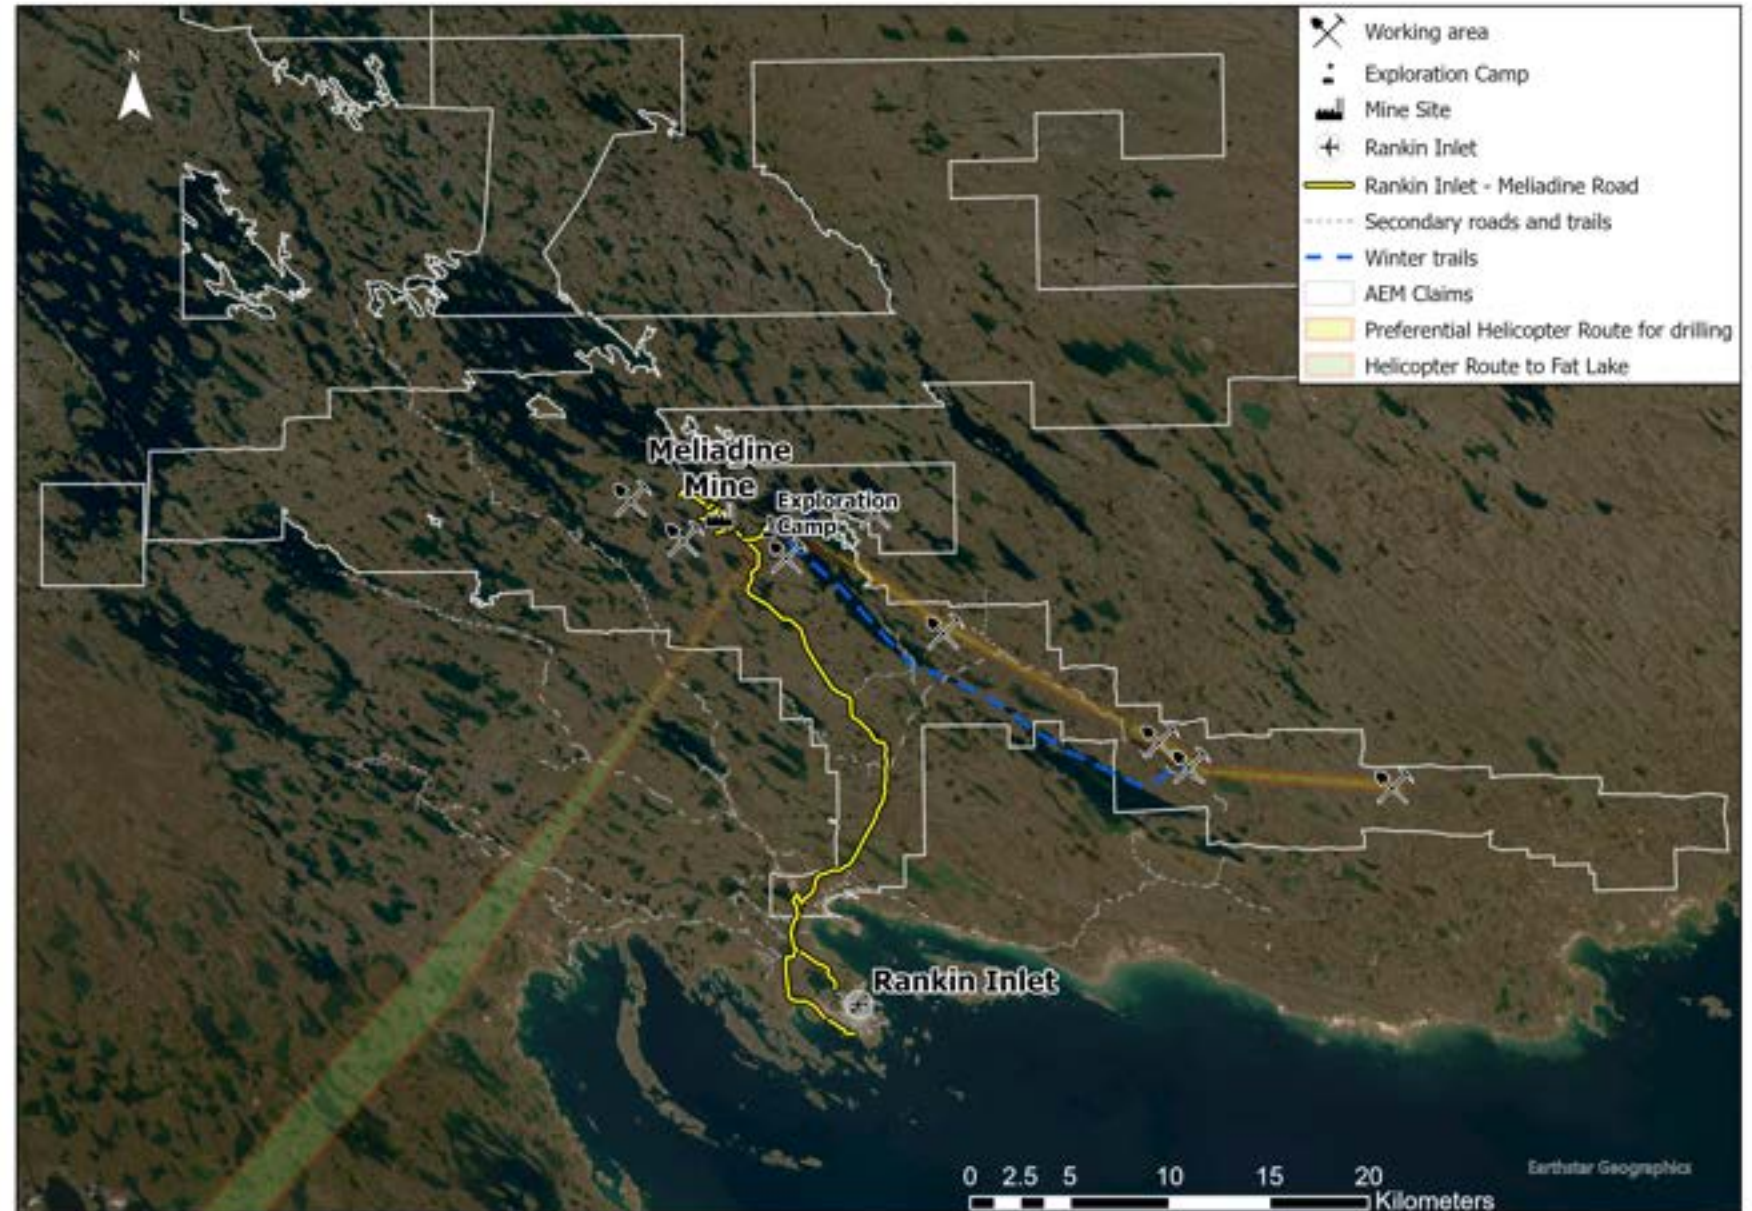 N
Working area
Exploration Camp
Mine Site
Rankin Inlet
Rankin Inlet - Meliadine Road
Secondary roads and trails
Winter trails
AEM Claims
Preferential Helicopter Route for drilling
Helicopter Route to Fat Lake
Meliadine
Mine
Exploration
Camp
Rankin Inlet
Earthstar Geographics
0 2.5 5 10 15 20
Kilometers